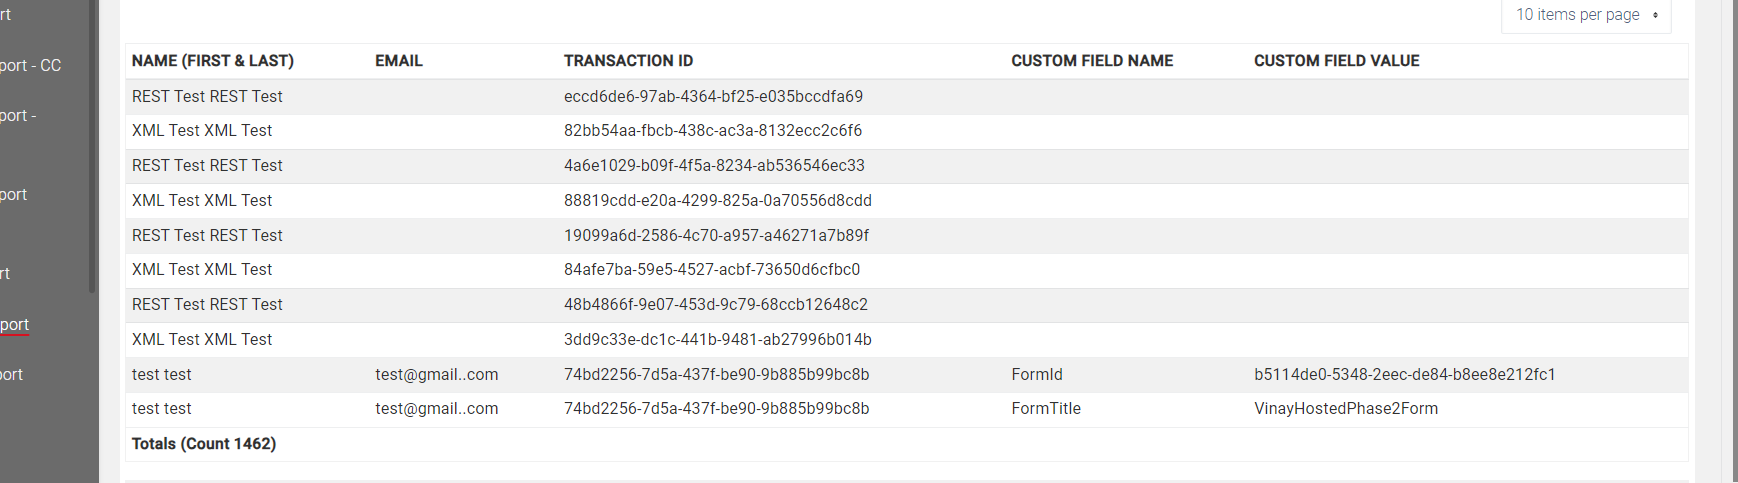 rt
port - CC
port -
port
rt
port
port
10 items per page
NAME (FIRST & LAST) EMAIL TRANSACTION ID CUSTOM FIELD NAME CUSTOM FIELD VALUE
REST Test REST Test eccd6de6-97ab-4364-bf25-e035bccdfa69
XML Test XML Test 82bb54aa-fbcb-438c-ac3a-8132ecc2c6f6
REST Test REST Test 4a6e1029-b09f-4f5a-8234-ab536546ec33
XML Test XML Test 88819cdd-e20a-4299-825a-0a70556d8cdd
REST Test REST Test 19099a6d-2586-4c70-a957-a46271a7b89f
XML Test XML Test 84afe7ba-59e5-4527-acbf-73650d6cfbc0
REST Test REST Test 48b4866f-9e07-453d-9c79-68ccb12648c2
XML Test XML Test 3dd9c33e-dc1c-441b-9481-ab27996b014b
test test test@gmail..com 74bd2256-7d5a-437f-be90-9b885b99bc8b FormId b5114de0-5348-2eec-de84-b8ee8e212fc1
test test test@gmail..com 74bd2256-7d5a-437f-be90-9b885b99bc8b FormTitle VinayHostedPhase2Form
Totals (Count 1462)